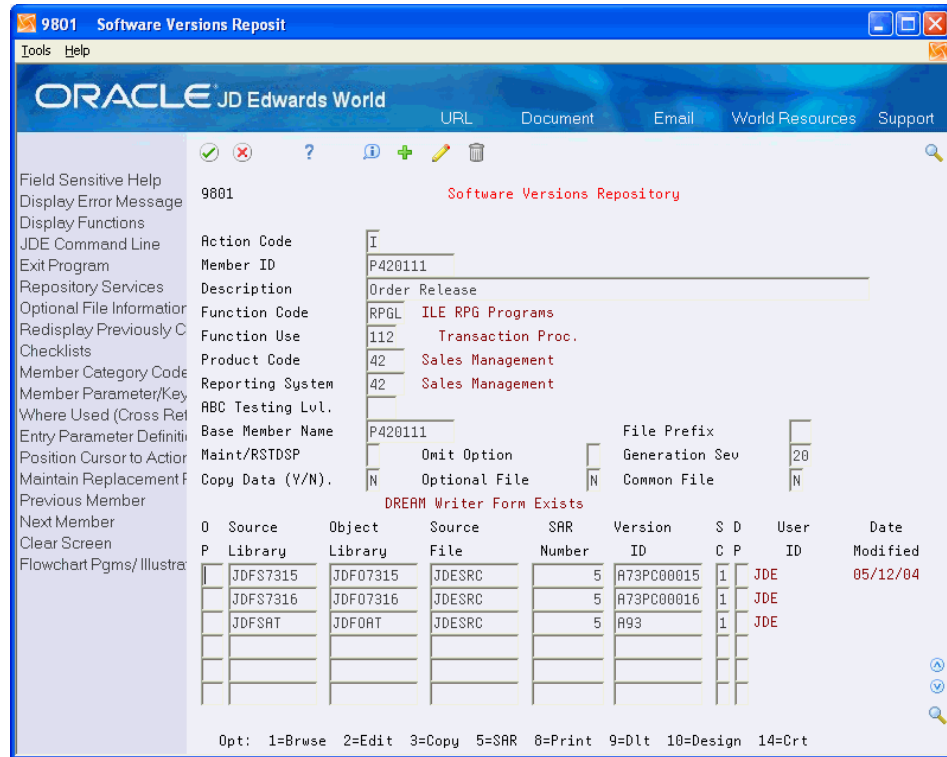 9801 Software Versions Reposit
Tools Help
ORACLE JD Edwards World
URL Document Email World Resources Support
Field Sensitive Help
Display Error Message
Display Functions
JDE Command Line
Exit Program
Repository Services
Optional File Information
Redisplay Previously C
Checklists
Member Category Code
Member Parameter/Key
Where Used (Cross Ref
Entry Parameter Definiti
Position Cursor to Action
Maintain Replacement F
Previous Member
Next Member
Clear Screen
Flowchart Pgms/ Illustra
9801 Software Versions Repository
Action Code I
Member ID P420111
Description Order Release
Function Code RPGL ILE RPG Programs
Function Use 112 Transaction Proc.
Product Code 42 Sales Management
Reporting System 42 Sales Management
ABC Testing Lvl.
Base Member Name P420111 File Prefix
Maint/RSTDSP Omit Option Generation Sev 20
Copy Data (Y/N). N Optional File N Common File N
DREAM Writer Form Exists
O Source Object Source SAR Version S D User Date
P Library Library File Number ID C P ID Modified
JDFS7315 JDFO7315 JDESRC 5 A73PC00015 1 JDE 05/12/04
JDFS7316 JDFO7316 JDESRC 5 A73PC00016 1 JDE
JDFSAT JDFOAT JDESRC 5 A93 1 JDE
Opt: 1=Brwse 2=Edit 3=Copy 5=SAR 8=Print 9=Dlt 10=Design 14=Crt